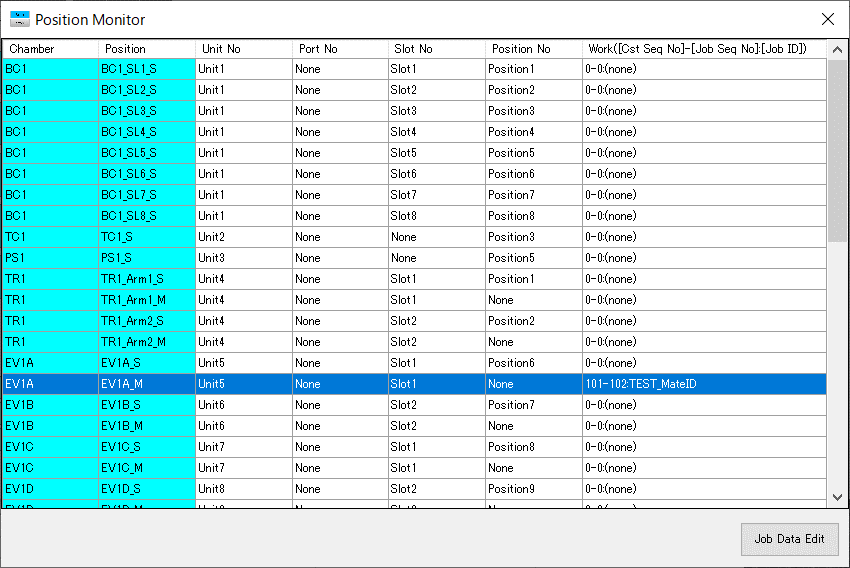 Position Monitor
Chamber Position Unit No Port No Slot No Position No Work([Cst Seq No]-[Job Seq No]:[Job ID])
BC1 BC1_SL1_S Unit1 None Slot1 Position1 0-0:(none)
BC1 BC1_SL2_S Unit1 None Slot2 Position2 0-0:(none)
BC1 BC1_SL3_S Unit1 None Slot3 Position3 0-0:(none)
BC1 BC1_SL4_S Unit1 None Slot4 Position4 0-0:(none)
BC1 BC1_SL5_S Unit1 None Slot5 Position5 0-0:(none)
BC1 BC1_SL6_S Unit1 None Slot6 Position6 0-0:(none)
BC1 BC1_SL7_S Unit1 None Slot7 Position7 0-0:(none)
BC1 BC1_SL8_S Unit1 None Slot8 Position8 0-0:(none)
TC1 TC1_S Unit2 None None Position3 0-0:(none)
PS1 PS1_S Unit3 None None Position5 0-0:(none)
TR1 TR1_Arm1_S Unit4 None Slot1 Position1 0-0:(none)
TR1 TR1_Arm1_M Unit4 None Slot1 None 0-0:(none)
TR1 TR1_Arm2_S Unit4 None Slot2 Position2 0-0:(none)
TR1 TR1_Arm2_M Unit4 None Slot2 None 0-0:(none)
EV1A EV1A_S Unit5 None Slot1 Position6 0-0:(none)
EV1A EV1A_M Unit5 None Slot1 None 101-102:TEST_MateID
EV1B EV1B_S Unit6 None Slot2 Position7 0-0:(none)
EV1B EV1B_M Unit6 None Slot2 None 0-0:(none)
EV1C EV1C_S Unit7 None Slot1 Position8 0-0:(none)
EV1C EV1C_M Unit7 None Slot1 None 0-0:(none)
EV1D EV1D_S Unit8 None Slot2 Position9 0-0:(none)
Job Data Edit